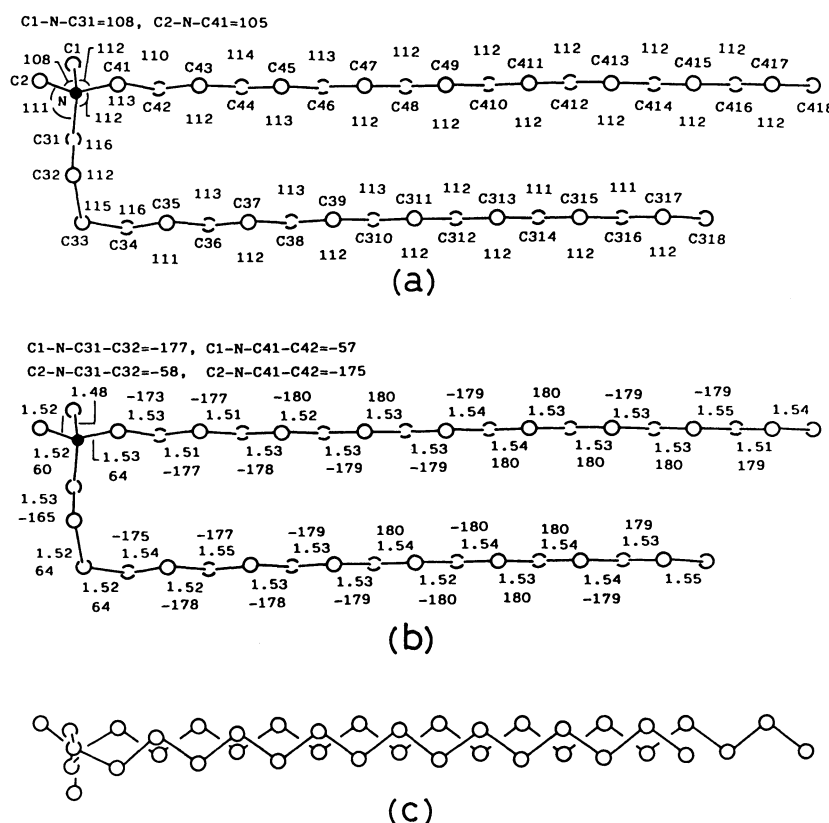 C1-N-C31=108, C2-N-C41=105
C1 112 110 114 113 112 112 112 112 112
108 C41 C43 C45 C47 C49 C411 C413 C415 C417
C2
N
111 113 C42 C44 C46 C48 C410 C412 C414 C416 C418
112 112 113 112 112 112 112 112 112
C31 116
C32 112
115 116 C35 113 C37 113 C39 113 C311 112 C313 111 C315 111 C317
C33 C34 C36 C38 C310 C312 C314 C316 C318
111 112 112 112 112 112 112 112
(a)
C1-N-C31-C32=-177, C1-N-C41-C42=-57
C2-N-C31-C32=-58, C2-N-C41-C42=-175
1.48 -173 -177 -180 180 -179 180 -179 -179
1.52 1.53 1.51 1.52 1.53 1.54 1.53 1.53 1.55 1.54
1.52 1.53 1.51 1.53 1.53 1.53 1.54 1.53 1.53 1.51
60 64 -177 -178 -179 -179 180 180 180 179
1.53
-165
-175 -177 -179 180 -180 180 179
1.52 1.54 1.55 1.53 1.54 1.54 1.54 1.53
64 1.52 1.52 1.53 1.53 1.52 1.53 1.54 1.55
64 -178 -178 -179 -180 180 -179
(b)
(c)